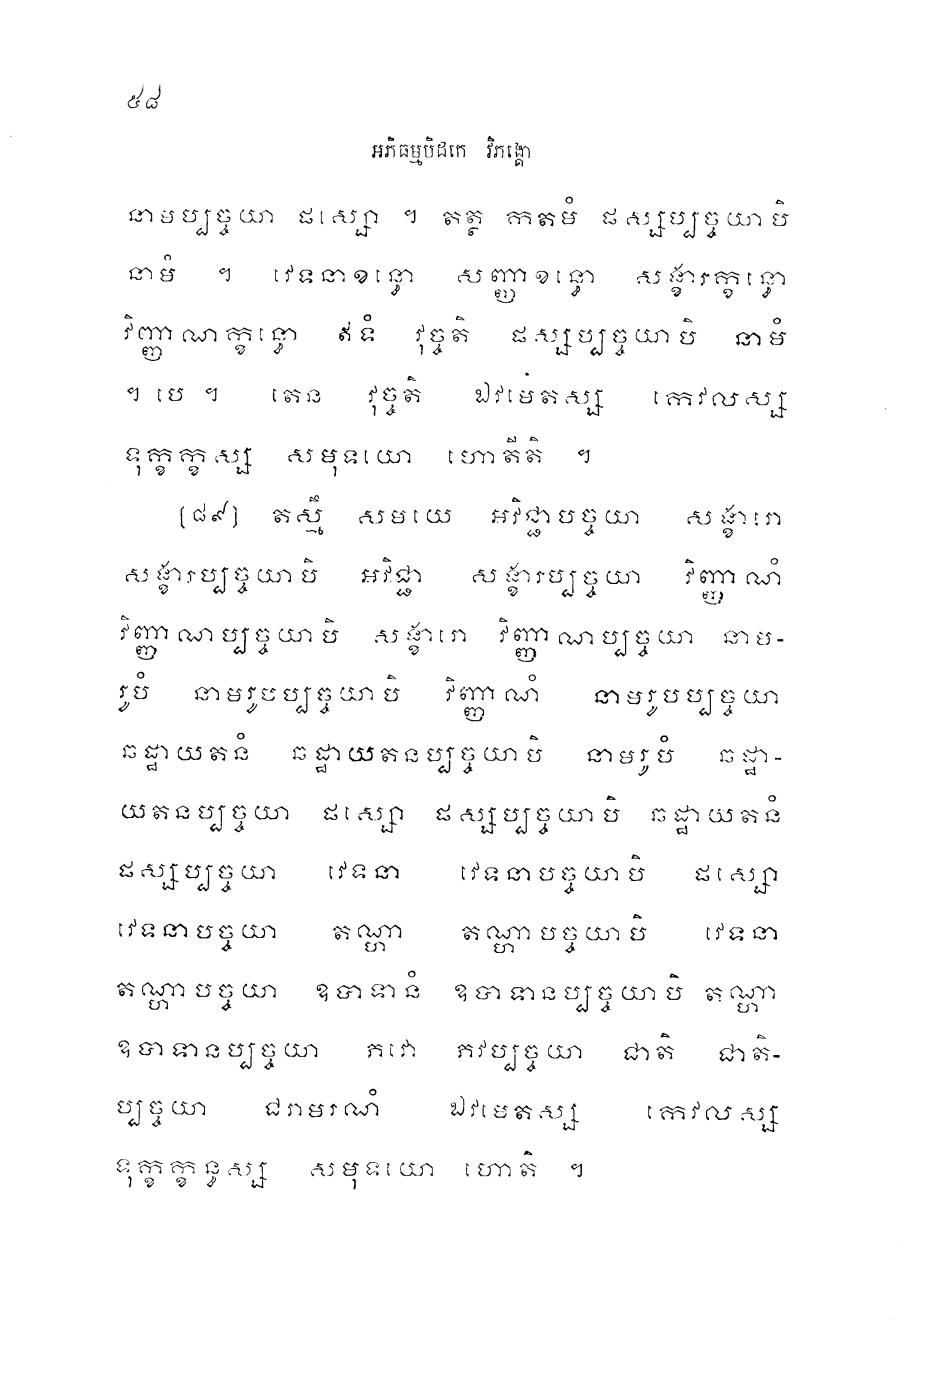 ៥៨
អភិធម្មបិដកេ វិភង្គោ
នាមប្បច្ចយា ផស្សោ ។ តត្ថ កាតមំ ផស្សប្បច្ចយាបិ
នាមំ ។ វេទនាខន្ធោ សញ្ញាខន្ធោ សង្ខារក្ខន្ធោ
វិញ្ញាណក្ខន្ធោ ឥទំ វុច្ចតិ ផស្សប្បច្ចយាបិ នាមំ
។ បេ ។ តេន វុច្ចតិ ឯវមេតស្ស កេវលស្ស
ទុក្ខក្ខស្ស សមុទយោ ហោតីតិ ។
[៨៩] តស្មឹ សមយេ អវិជ្ជាបច្ចយា សង្ខារោ
សង្ខារប្បច្ចយាបិ អវិជ្ជា សង្ខារប្បច្ចយា វិញ្ញាណំ
វិញ្ញាណប្បច្ចយាបិ សង្ខារោ វិញ្ញាណប្បច្ចយា នាម-
រូបំ នាមរូបប្បច្ចយាបិ វិញ្ញាណំ នាមរូបប្បច្ចយា
ឆដ្ឋាយតនំ ឆដ្ឋាយតនប្បច្ចយាបិ នាមរូបំ ឆដ្ឋា-
យតនប្បច្ចយា ផស្សោ ផស្សប្បច្ចយាបិ ឆដ្ឋាយតនំ
ផស្សប្បច្ចយា វេទនា វេទនាបច្ចយាបិ ផស្សោ
វេទនាបច្ចយា តណ្ហា តណ្ហាបច្ចយាបិ វេទនា
តណ្ហាបច្ចយា ឧបាទានំ ឧបាទានប្បច្ចយាបិ តណ្ហា
ឧបាទានប្បច្ចយា ភវោ ភវប្បច្ចយា ជាតិ ជាតិ-
ប្បច្ចយា ជរាមរណំ ឯវមេតស្ស កេវលស្ស
ទុក្ខក្ខន្ធស្ស សមុទយោ ហោតិ ។